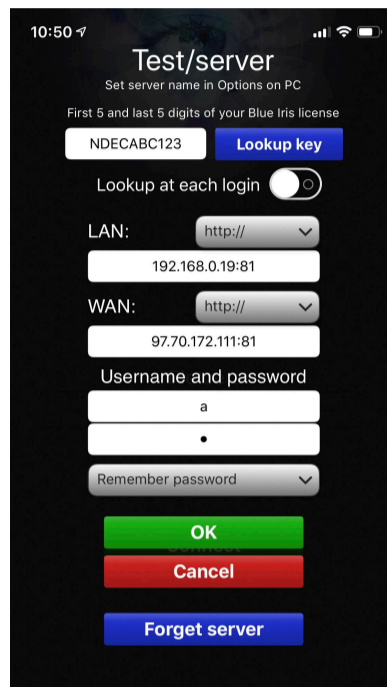 10:50
Test/server
Set server name in Options on PC
First 5 and last 5 digits of your Blue Iris license
NDECABC123 Lookup key
Lookup at each login
LAN: http://
192.168.0.19:81
WAN: http://
97.70.172.111:81
Username and password
a
•
Remember password
OK
Connect
Cancel
Forget server